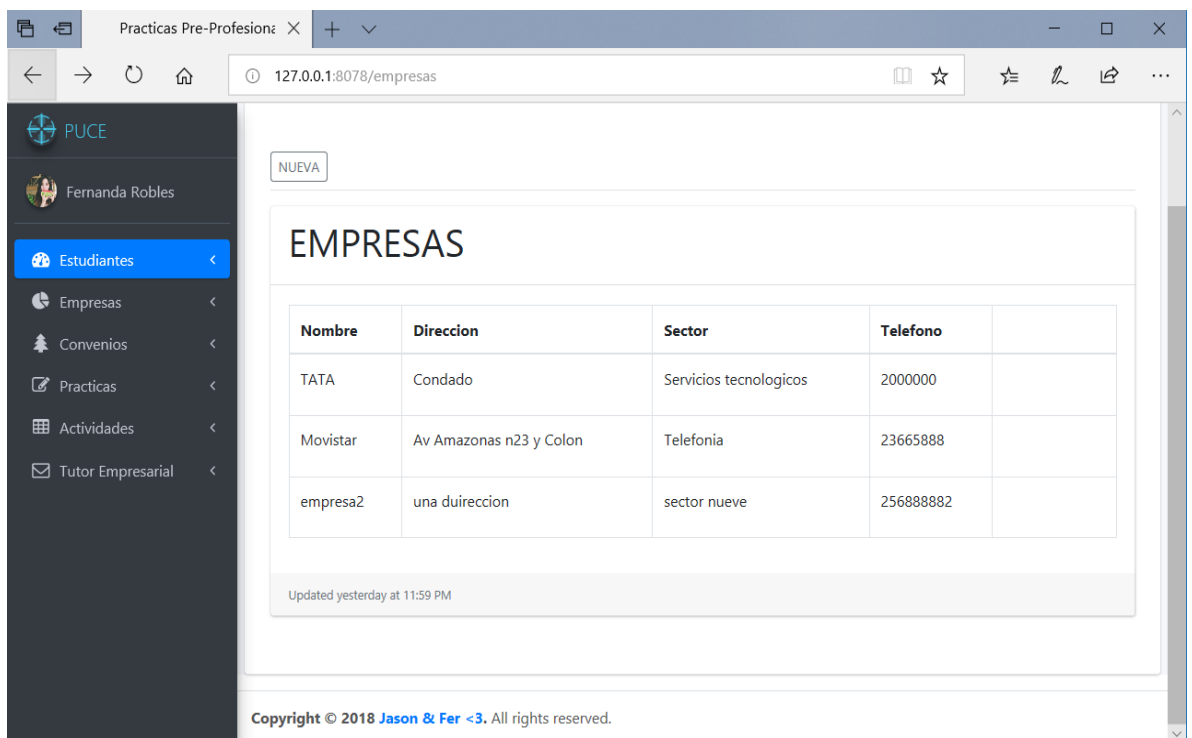 Practicas Pre-Profesiona
127.0.0.1:8078/empresas
PUCE
Fernanda Robles
Estudiantes
Empresas
Convenios
Practicas
Actividades
Tutor Empresarial
NUEVA
EMPRESAS
Nombre Direccion Sector Telefono
TATA Condado Servicios tecnologicos 2000000
Movistar Av Amazonas n23 y Colon Telefonia 23665888
empresa2 una duireccion sector nueve 256888882
Updated yesterday at 11:59 PM
Copyright © 2018 Jason & Fer <3. All rights reserved.